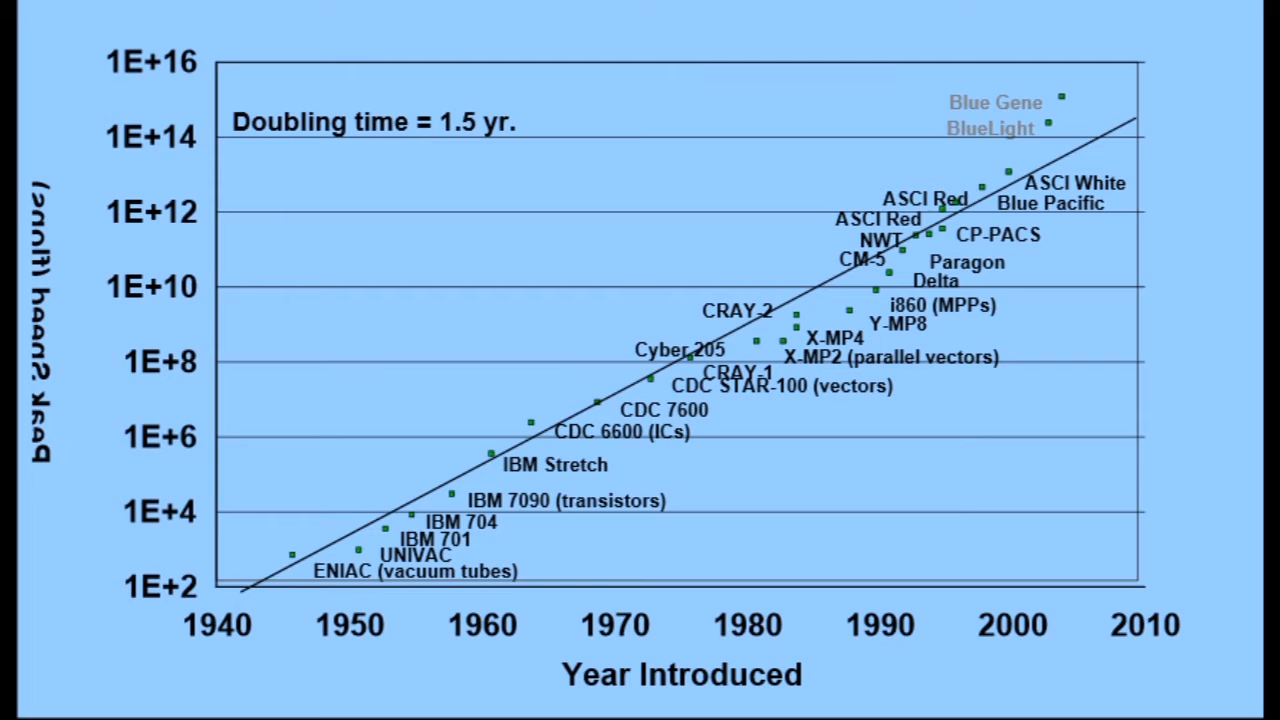 1E+16
Blue Gene
Doubling time = 1.5 yr.
BlueLight
1E+14
ASCI White
ASCI Red
Blue Pacific
1E+12
ASCI Red
NWT
CP-PACS
CM-5
Paragon
Delta
1E+10
i860 (MPPs)
CRAY-2
Y-MP8
X-MP4
Cyber 205
X-MP2 (parallel vectors)
1E+8
CRAY-1
CDC STAR-100 (vectors)
CDC 7600
CDC 6600 (ICs)
1E+6
IBM Stretch
IBM 7090 (transistors)
1E+4
IBM 704
IBM 701
UNIVAC
ENIAC (vacuum tubes)
1E+2
Peak Speed (flops)
1940 1950 1960 1970 1980 1990 2000 2010
Year Introduced